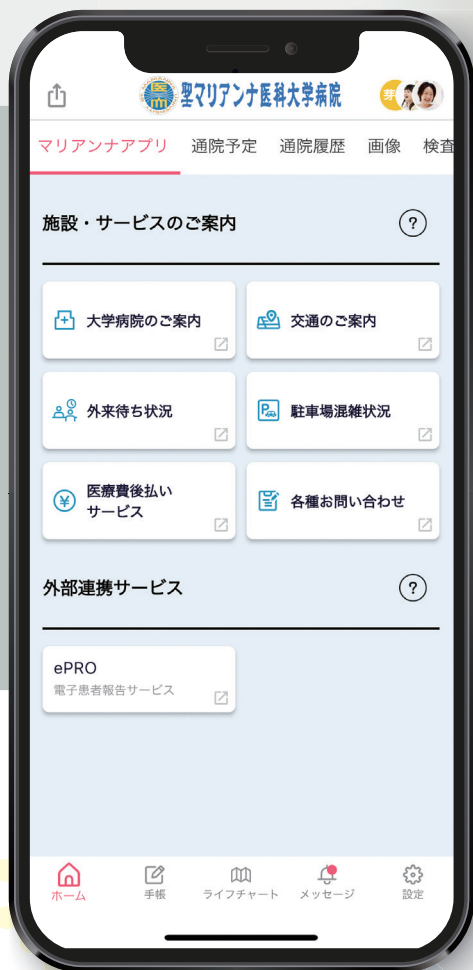 聖マリアンナ医科大学病院
芽
マリアンナアプリ 通院予定 通院履歴 画像 検査
施設・サービスのご案内 ?
大学病院のご案内 交通のご案内
外来待ち状況 駐車場混雑状況
医療費後払い
サービス
各種お問い合わせ
外部連携サービス ?
ePRO
電子患者報告サービス
ホーム 手帳 ライフチャート メッセージ 設定